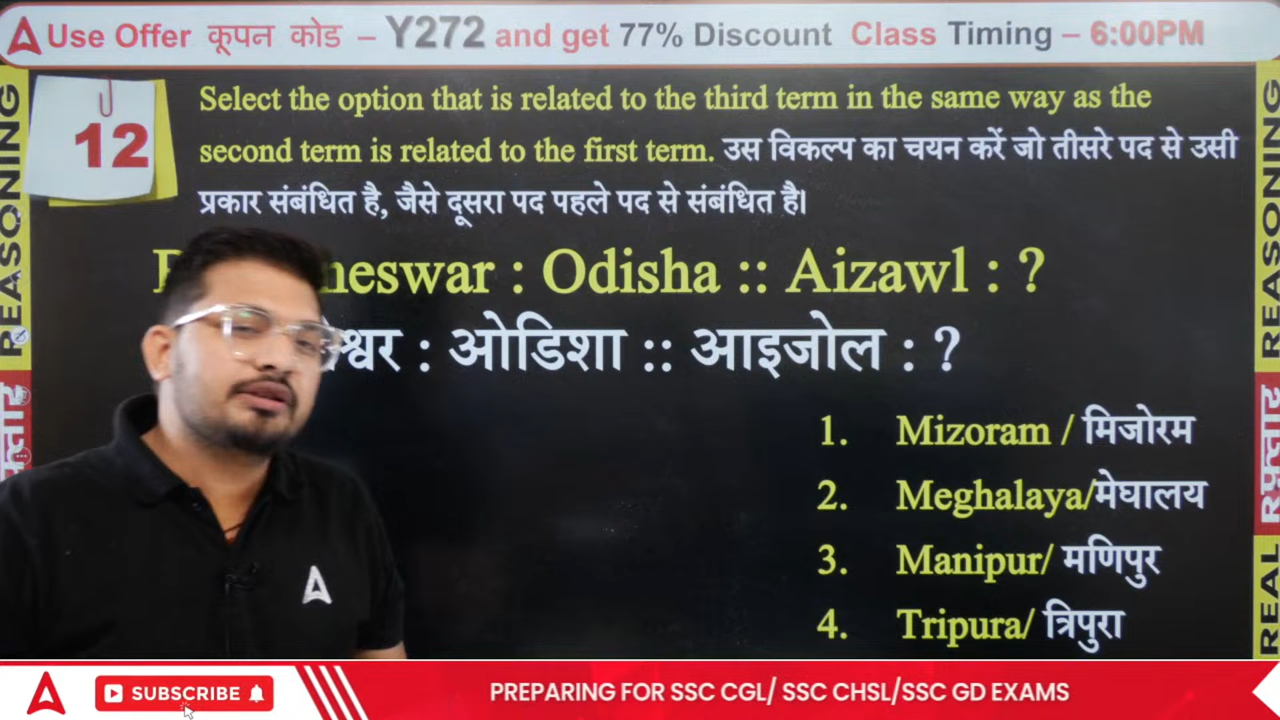 Use Offer कूपन कोड – Y272 and get 77% Discount Class Timing – 6:00PM
REASONING
REASONING
12
Select the option that is related to the third term in the same way as the
second term is related to the first term. उस विकल्प का चयन करें जो तीसरे पद से उसी
प्रकार संबंधित है, जैसे दूसरा पद पहले पद से संबंधित है।
: Odisha :: Aizawl : ?
: ओडिशा :: आइजोल : ?
1. Mizoram / मिजोरम
2. Meghalaya/मेघालय
3. Manipur/ मणिपुर
4. Tripura/ त्रिपुरा
रफ़्तार
REAL
SUBSCRIBE
PREPARING FOR SSC CGL/ SSC CHSL/SSC GD EXAMS